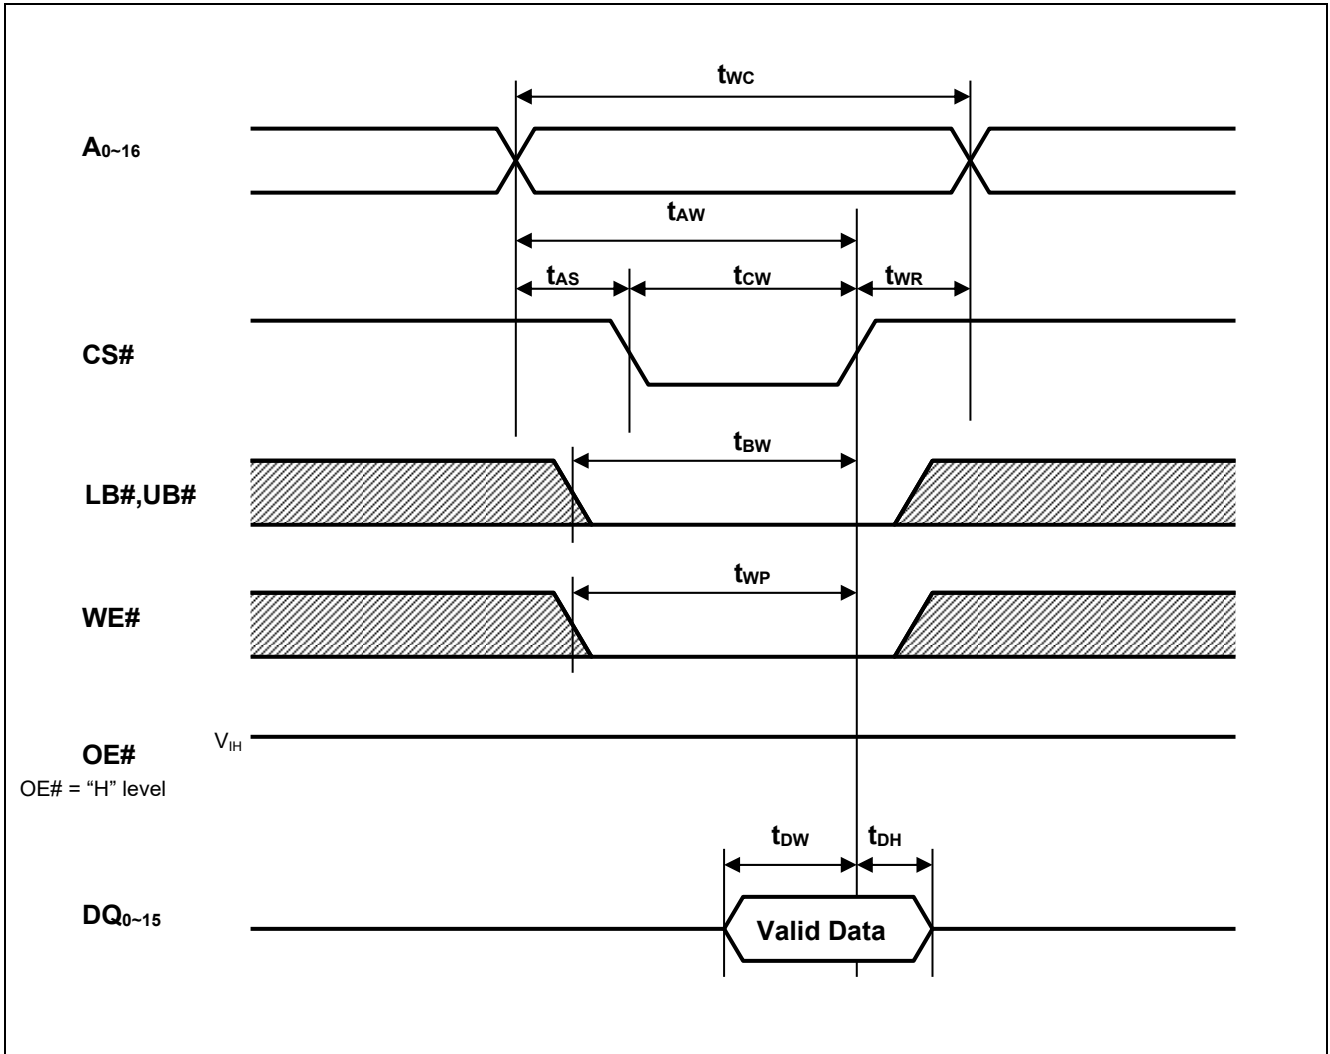 tWC
A0~16
tAW
tAS tCW tWR
CS#
tBW
LB#,UB#
tWP
WE#
VIH
OE#
OE# = “H” level
tDW tDH
DQ0~15
Valid Data